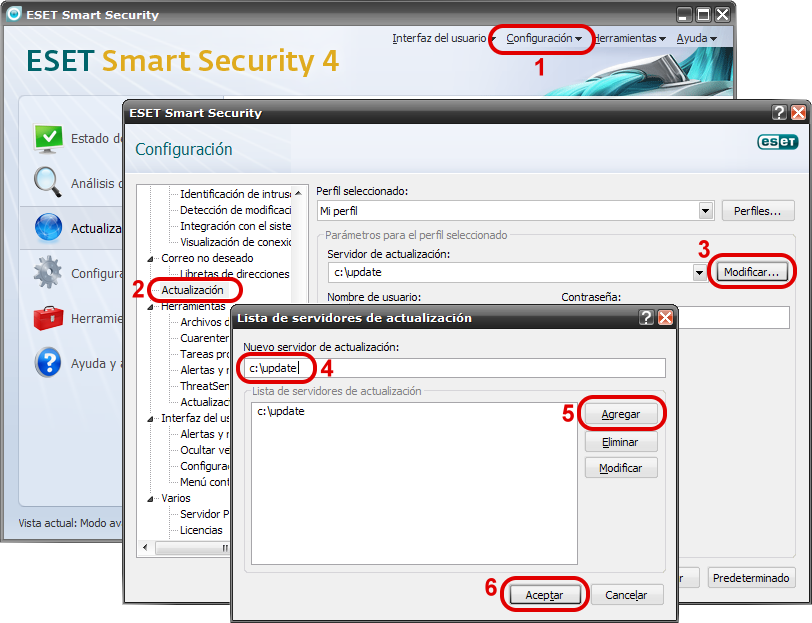 ESET Smart Security
Interfaz del usuario Configuración Herramientas Ayuda
1
ESET Smart Security 4
Estado de
Análisis
Actualiza
Configura
Herramie
Ayuda y a
Vista actual: Modo av
ESET Smart Security
Configuración
eset
Identificación de intrus
Detección de modificaci
Integración con el siste
Visualización de conexi
Correo no deseado
Libretas de direcciones
2 Actualización
Herramientas
Archivos d
Cuarenter
Tareas pro
Alertas y r
ThreatSen
Actualizac
Interfaz del us
Alertas y r
Ocultar ve
Configura
Menú cont
Varios
Servidor P
Licencias
Perfil seleccionado:
Mi perfil
Perfiles...
Parámetros para el perfil seleccionado
Servidor de actualización:
3
c:\update
Modificar...
Nombre de usuario: Contraseña:
r
Predeterminado
Lista de servidores de actualización
Nuevo servidor de actualización:
c:\update 4
Lista de servidores de actualización
c:\update
5 Agregar
Eliminar
Modificar
6 Aceptar Cancelar